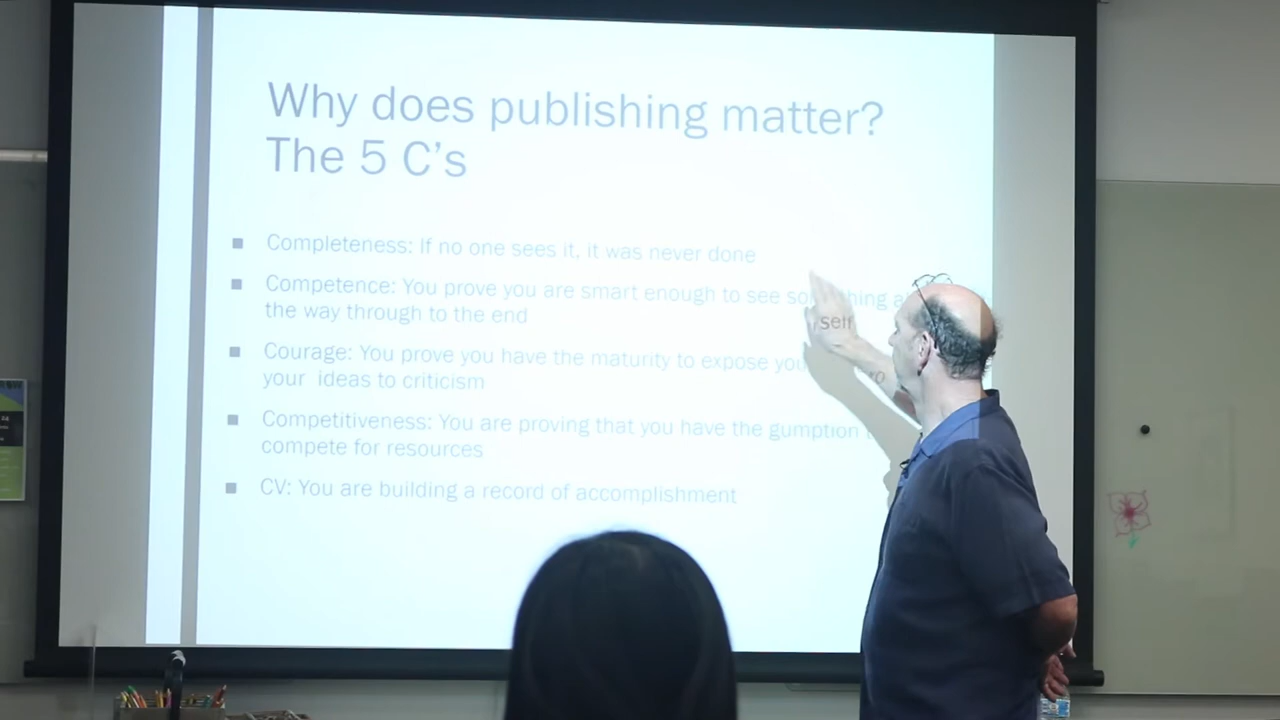 Why does publishing matter?
The 5 C's
■ Completeness: If no one sees it, it was never done
■ Competence: You prove you are smart enough to see something a
the way through to the end
■ Courage: You prove you have the maturity to expose you self
your ideas to criticism
■ Competitiveness: You are proving that you have the gumption
compete for resources
■ CV: You are building a record of accomplishment